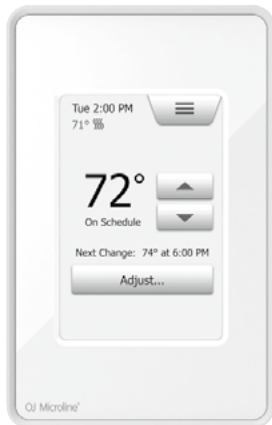 Tue 2:00 PM
71°
72°
On Schedule
Next Change: 74° at 6:00 PM
Adjust...
OJ Microline®